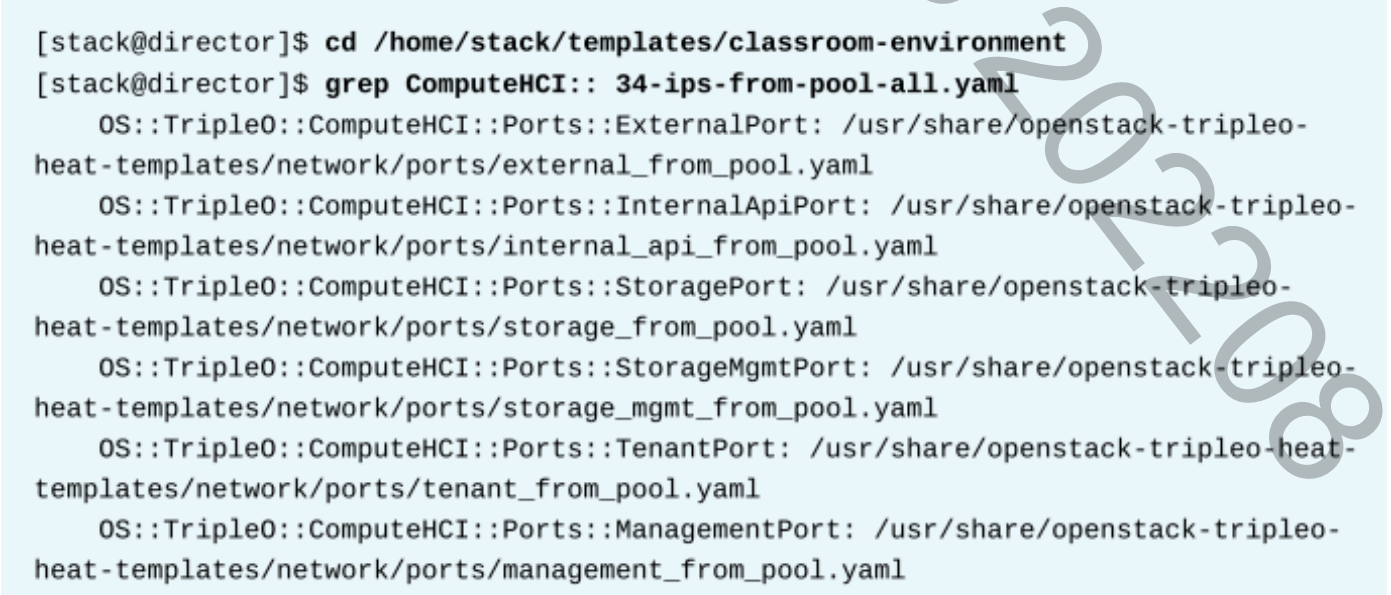 [stack@director]$ cd /home/stack/templates/classroom-environment
[stack@director]$ grep ComputeHCI:: 34-ips-from-pool-all.yaml
    OS::TripleO::ComputeHCI::Ports::ExternalPort: /usr/share/openstack-tripleo-
heat-templates/network/ports/external_from_pool.yaml
    OS::TripleO::ComputeHCI::Ports::InternalApiPort: /usr/share/openstack-tripleo-
heat-templates/network/ports/internal_api_from_pool.yaml
    OS::TripleO::ComputeHCI::Ports::StoragePort: /usr/share/openstack-tripleo-
heat-templates/network/ports/storage_from_pool.yaml
    OS::TripleO::ComputeHCI::Ports::StorageMgmtPort: /usr/share/openstack-tripleo-
heat-templates/network/ports/storage_mgmt_from_pool.yaml
    OS::TripleO::ComputeHCI::Ports::TenantPort: /usr/share/openstack-tripleo-heat-
templates/network/ports/tenant_from_pool.yaml
    OS::TripleO::ComputeHCI::Ports::ManagementPort: /usr/share/openstack-tripleo-
heat-templates/network/ports/management_from_pool.yaml
202208